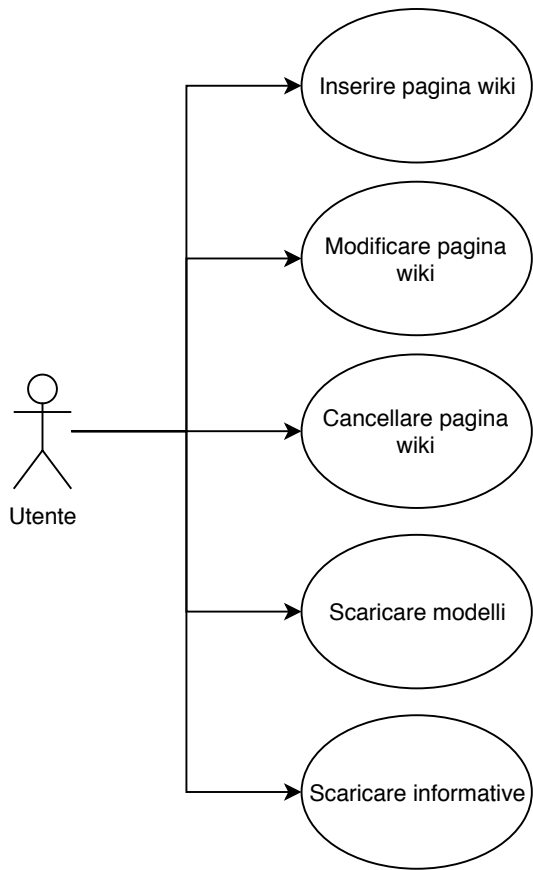 Inserire pagina wiki
Modificare pagina
wiki
Cancellare pagina
wiki
Utente
Scaricare modelli
Scaricare informative